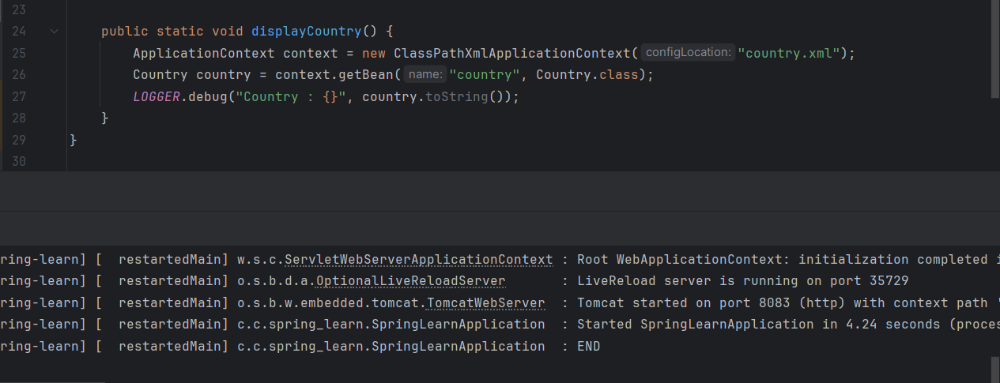 23
24 public static void displayCountry() {
25 ApplicationContext context = new ClassPathXmlApplicationContext( configLocation: "country.xml");
26 Country country = context.getBean( name: "country", Country.class);
27 LOGGER.debug("Country : {}", country.toString());
28 }
29 }
30
ring-learn] [  restartedMain] w.s.c.ServletWebServerApplicationContext : Root WebApplicationContext: initialization completed i
ring-learn] [  restartedMain] o.s.b.d.a.OptionalLiveReloadServer       : LiveReload server is running on port 35729
ring-learn] [  restartedMain] o.s.b.w.embedded.tomcat.TomcatWebServer  : Tomcat started on port 8083 (http) with context path '
ring-learn] [  restartedMain] c.c.spring_learn.SpringLearnApplication  : Started SpringLearnApplication in 4.24 seconds (proces
ring-learn] [  restartedMain] c.c.spring_learn.SpringLearnApplication  : END